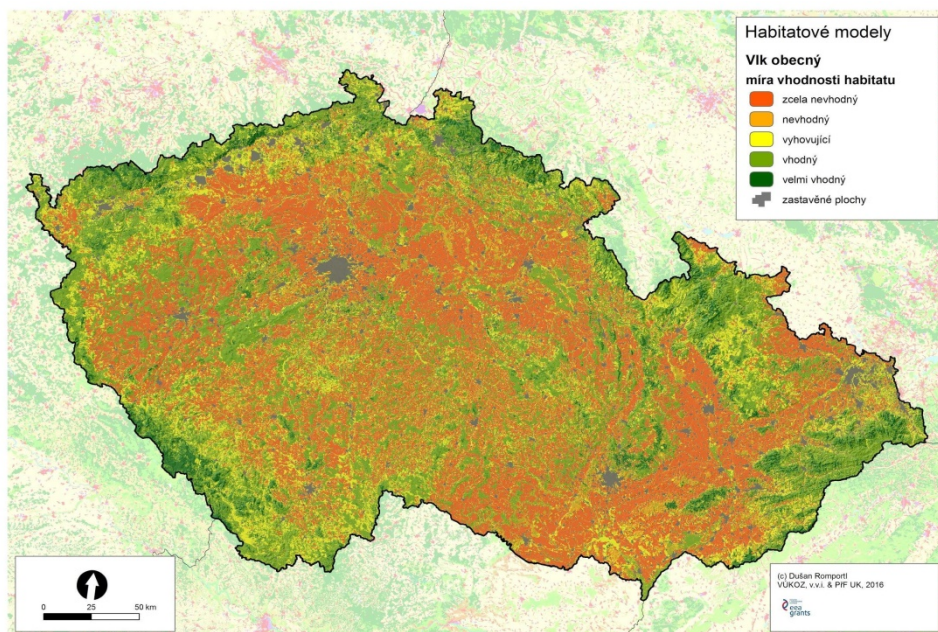 Habitatové modely
Vlk obecný
míra vhodnosti habitatu
zcela nevhodný
nevhodný
vyhovující
vhodný
velmi vhodný
zastavěné plochy
0 25 50 km
(c) Dušan Romportl
VÚKOZ, v.v.i. & PřF UK, 2016
eea
grants